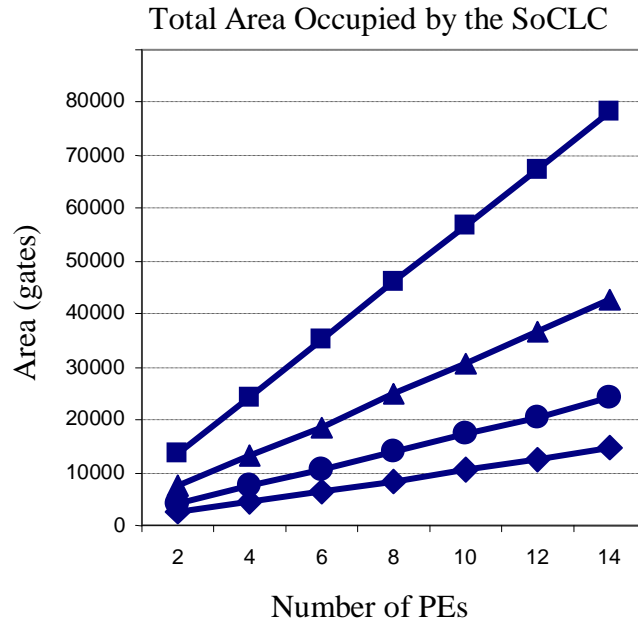 Total Area Occupied by the SoCLC
80000
70000
60000
50000
40000
30000
20000
10000
0
Area (gates)
2 4 6 8 10 12 14
Number of PEs